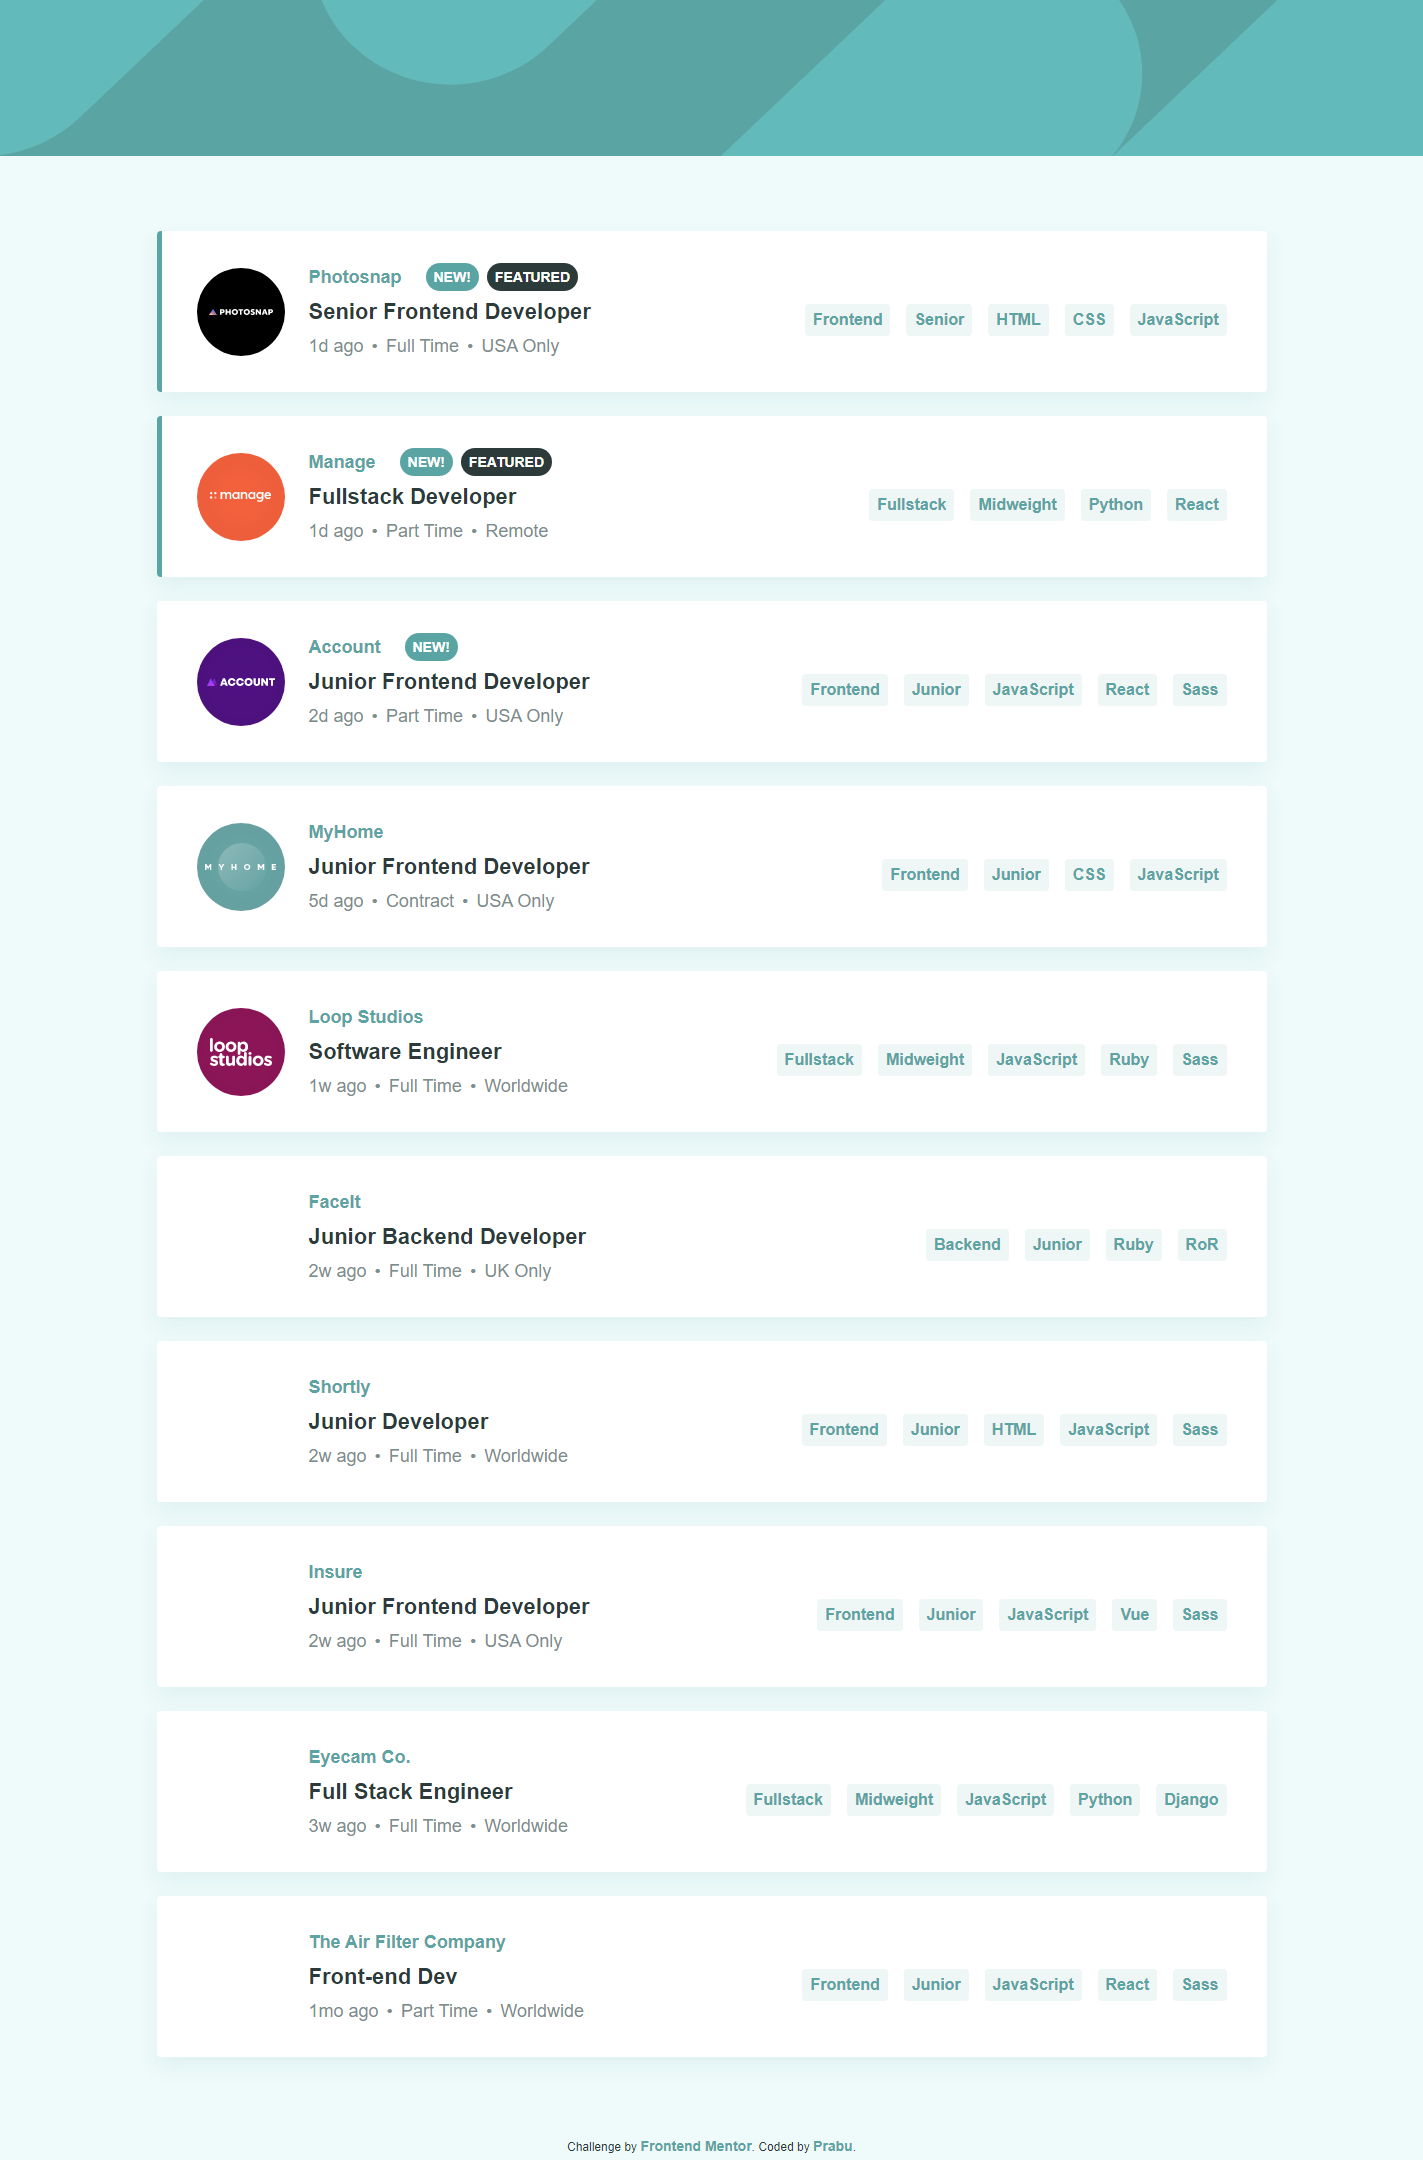 PHOTOSNAP
Photosnap NEW! FEATURED
Senior Frontend Developer
1d ago • Full Time • USA Only
Frontend Senior HTML CSS JavaScript
manage
Manage NEW! FEATURED
Fullstack Developer
1d ago • Part Time • Remote
Fullstack Midweight Python React
ACCOUNT
Account NEW!
Junior Frontend Developer
2d ago • Part Time • USA Only
Frontend Junior JavaScript React Sass
MYHOME
MyHome
Junior Frontend Developer
5d ago • Contract • USA Only
Frontend Junior CSS JavaScript
loop
studios
Loop Studios
Software Engineer
1w ago • Full Time • Worldwide
Fullstack Midweight JavaScript Ruby Sass
FaceIt
Junior Backend Developer
2w ago • Full Time • UK Only
Backend Junior Ruby RoR
Shortly
Junior Developer
2w ago • Full Time • Worldwide
Frontend Junior HTML JavaScript Sass
Insure
Junior Frontend Developer
2w ago • Full Time • USA Only
Frontend Junior JavaScript Vue Sass
Eyecam Co.
Full Stack Engineer
3w ago • Full Time • Worldwide
Fullstack Midweight JavaScript Python Django
The Air Filter Company
Front-end Dev
1mo ago • Part Time • Worldwide
Frontend Junior JavaScript React Sass
Challenge by Frontend Mentor. Coded by Prabu.